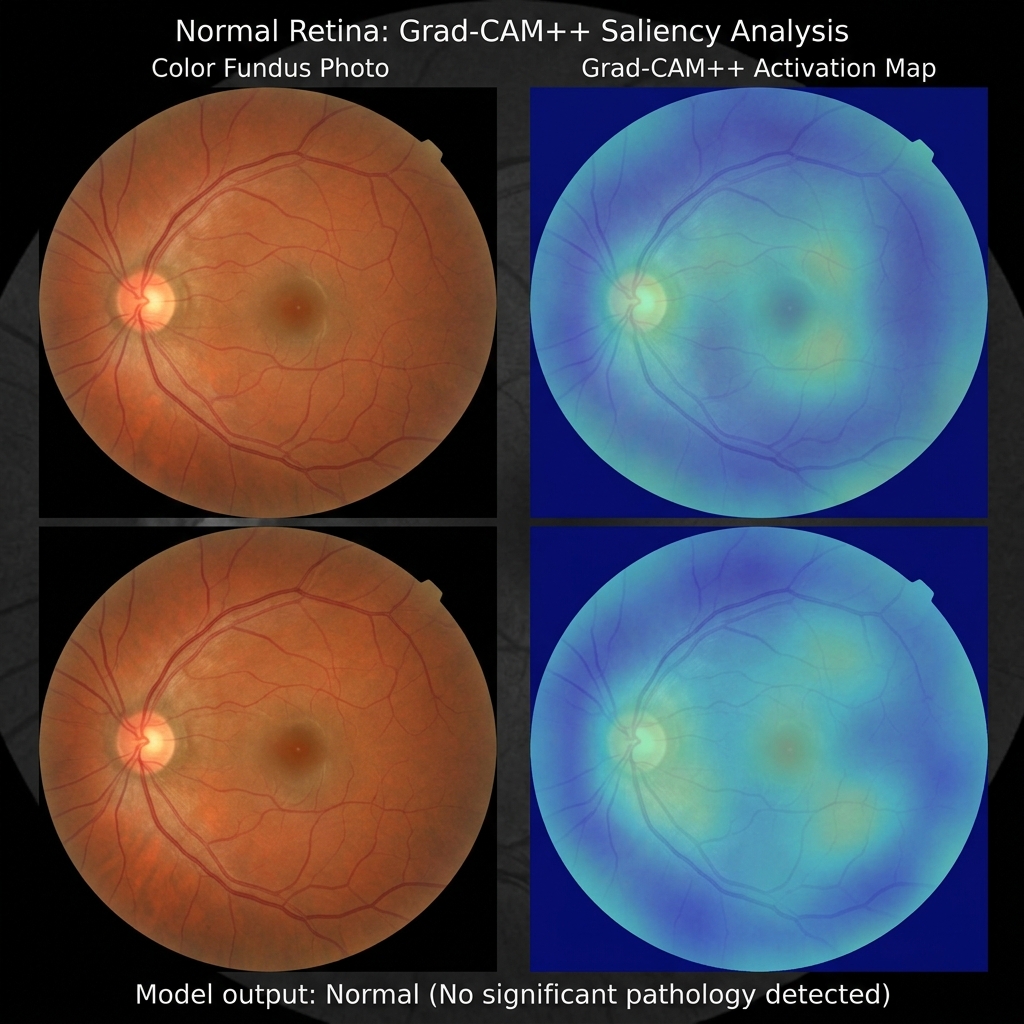 Normal Retina: Grad-CAM++ Saliency Analysis
Color Fundus Photo
Grad-CAM++ Activation Map
Model output: Normal (No significant pathology detected)